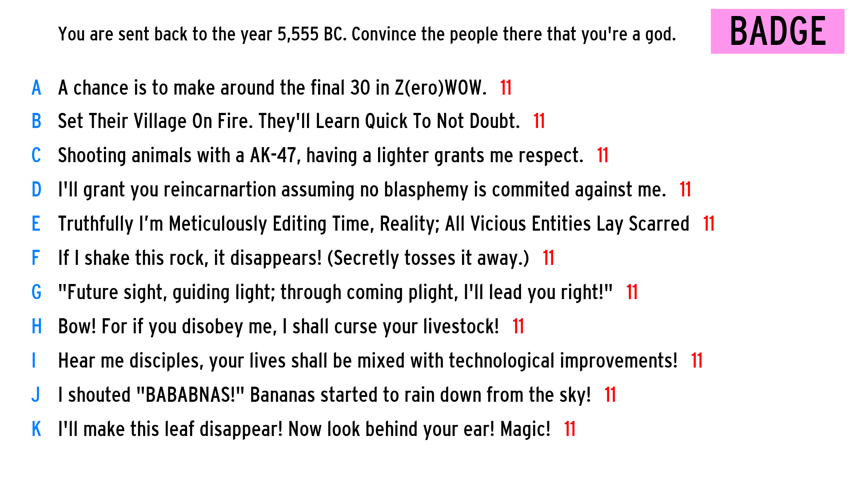 You are sent back to the year 5,555 BC. Convince the people there that you're a god.
BADGE
A A chance is to make around the final 30 in Z(ero)WOW. 11
B Set Their Village On Fire. They'll Learn Quick To Not Doubt. 11
C Shooting animals with a AK-47, having a lighter grants me respect. 11
D I'll grant you reincarnartion assuming no blasphemy is commited against me. 11
E Truthfully I’m Meticulously Editing Time, Reality; All Vicious Entities Lay Scarred 11
F If I shake this rock, it disappears! (Secretly tosses it away.) 11
G "Future sight, guiding light; through coming plight, I'll lead you right!" 11
H Bow! For if you disobey me, I shall curse your livestock! 11
I Hear me disciples, your lives shall be mixed with technological improvements! 11
J I shouted "BABABNAS!" Bananas started to rain down from the sky! 11
K I'll make this leaf disappear! Now look behind your ear! Magic! 11